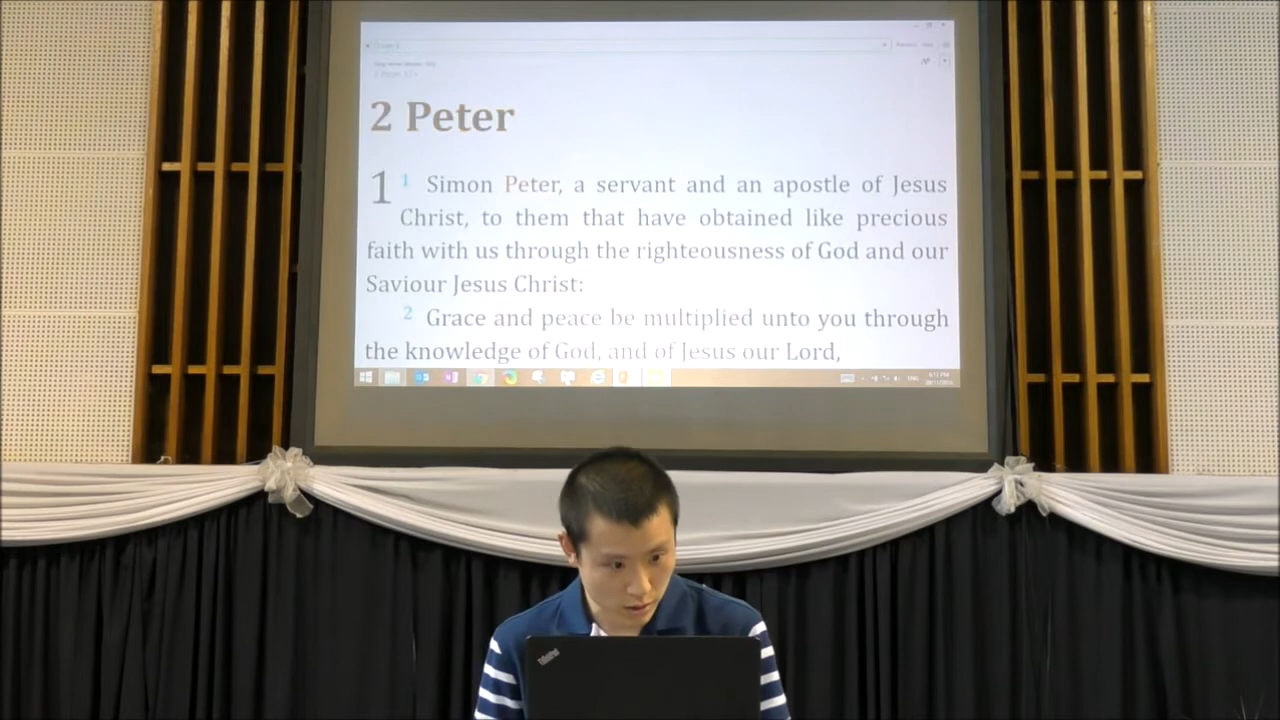 2 Peter
1 1 Simon Peter, a servant and an apostle of Jesus
Christ, to them that have obtained like precious
faith with us through the righteousness of God and our
Saviour Jesus Christ:
2 Grace and peace be multiplied unto you through
the knowledge of God, and of Jesus our Lord,
ENG
ThinkPad